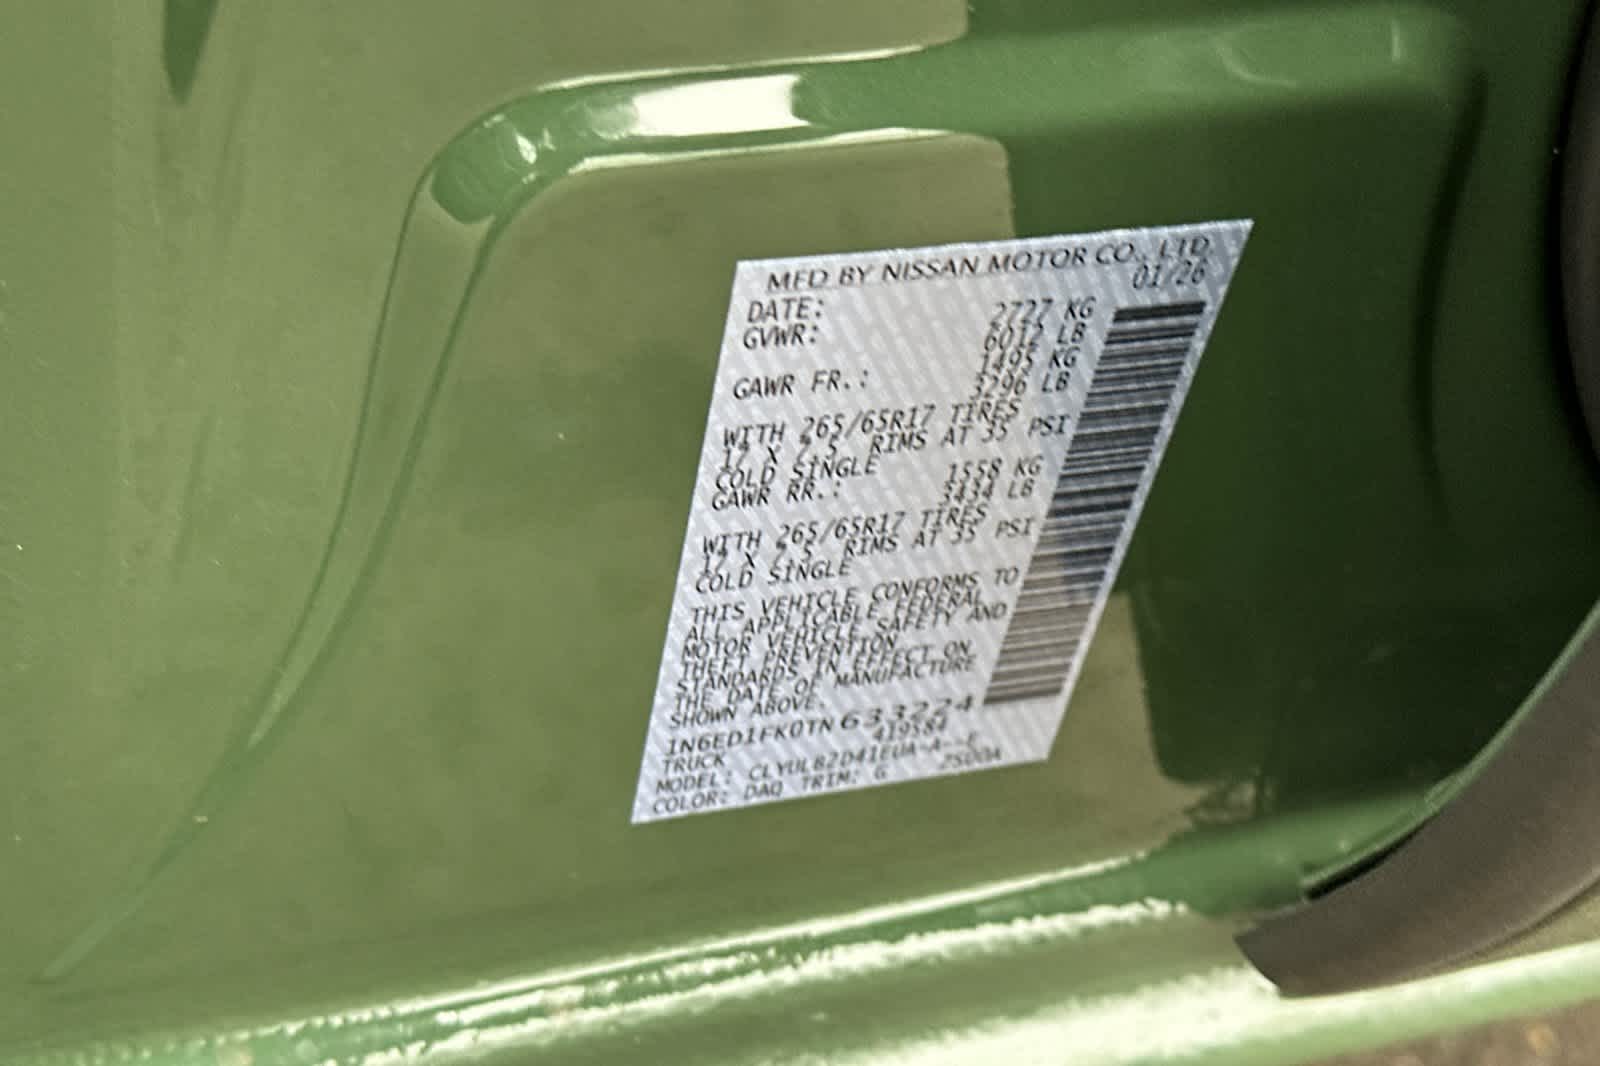 MFD BY NISSAN MOTOR CO., LTD.
DATE: 01/26
GVWR: 2727 KG
6012 LB
GAWR FR.: 1495 KG
3296 LB
WITH 265/65R17 TIRES
17 X 7.5 RIMS AT 35 PSI
COLD SINGLE
GAWR RR.: 1558 KG
3434 LB
WITH 265/65R17 TIRES
17 X 7.5 RIMS AT 35 PSI
COLD SINGLE
THIS VEHICLE CONFORMS TO
ALL APPLICABLE FEDERAL
MOTOR VEHICLE SAFETY AND
THEFT PREVENTION
STANDARDS IN EFFECT ON
THE DATE OF MANUFACTURE
SHOWN ABOVE.
1N6ED1FK0TN633224
TRUCK 419584
MODEL:
COLOR: DAQ TRIM: G 2500A